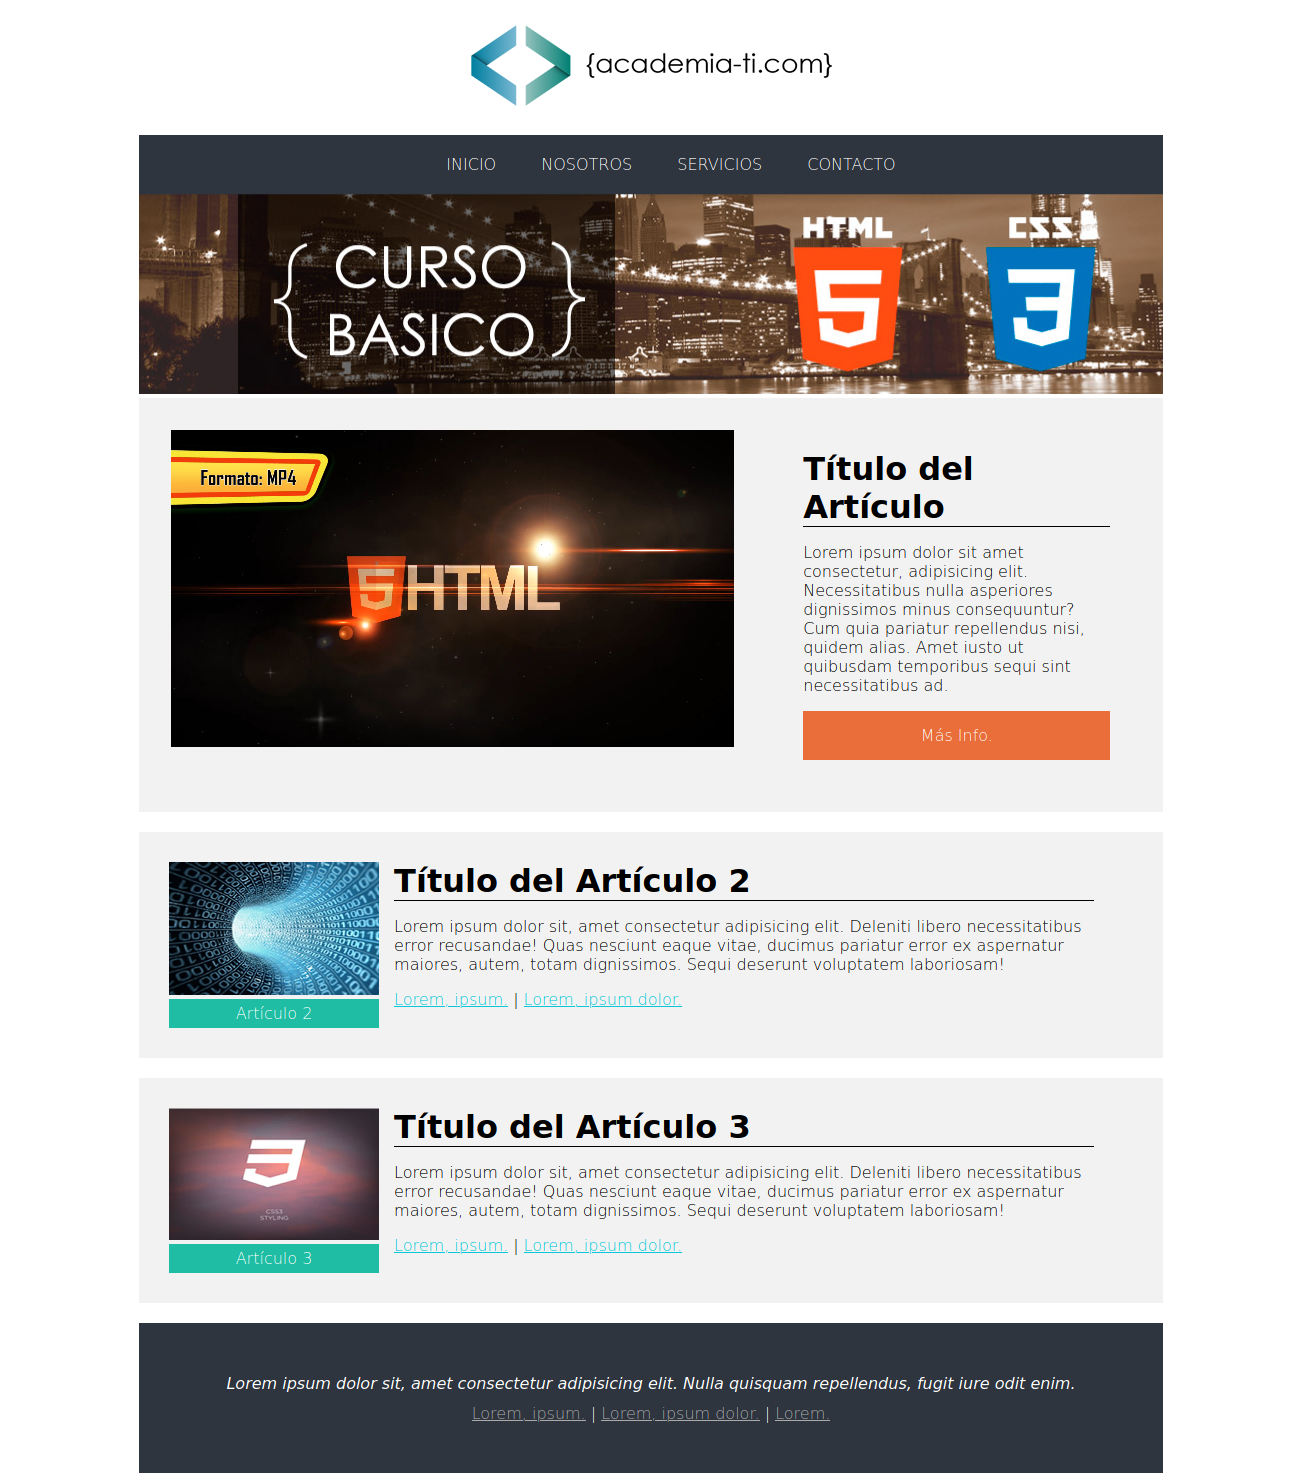 {academia-ti.com}
INICIO NOSOTROS SERVICIOS CONTACTO
HTML CSS
{ CURSO
BASICO }
5 3
Formato: MP4
5 HTML
Título del
Artículo
Lorem ipsum dolor sit amet
consectetur, adipisicing elit.
Necessitatibus nulla asperiores
dignissimos minus consequuntur?
Cum quia pariatur repellendus nisi,
quidem alias. Amet iusto ut
quibusdam temporibus sequi sint
necessitatibus ad.
Más Info.
Título del Artículo 2
Lorem ipsum dolor sit, amet consectetur adipisicing elit. Deleniti libero necessitatibus
error recusandae! Quas nesciunt eaque vitae, ducimus pariatur error ex aspernatur
maiores, autem, totam dignissimos. Sequi deserunt voluptatem laboriosam!
Lorem, ipsum. | Lorem, ipsum dolor.
Artículo 2
Título del Artículo 3
Lorem ipsum dolor sit, amet consectetur adipisicing elit. Deleniti libero necessitatibus
error recusandae! Quas nesciunt eaque vitae, ducimus pariatur error ex aspernatur
maiores, autem, totam dignissimos. Sequi deserunt voluptatem laboriosam!
3
CSS3
STYLING
Lorem, ipsum. | Lorem, ipsum dolor.
Artículo 3
Lorem ipsum dolor sit, amet consectetur adipisicing elit. Nulla quisquam repellendus, fugit iure odit enim.
Lorem, ipsum. | Lorem, ipsum dolor. | Lorem.